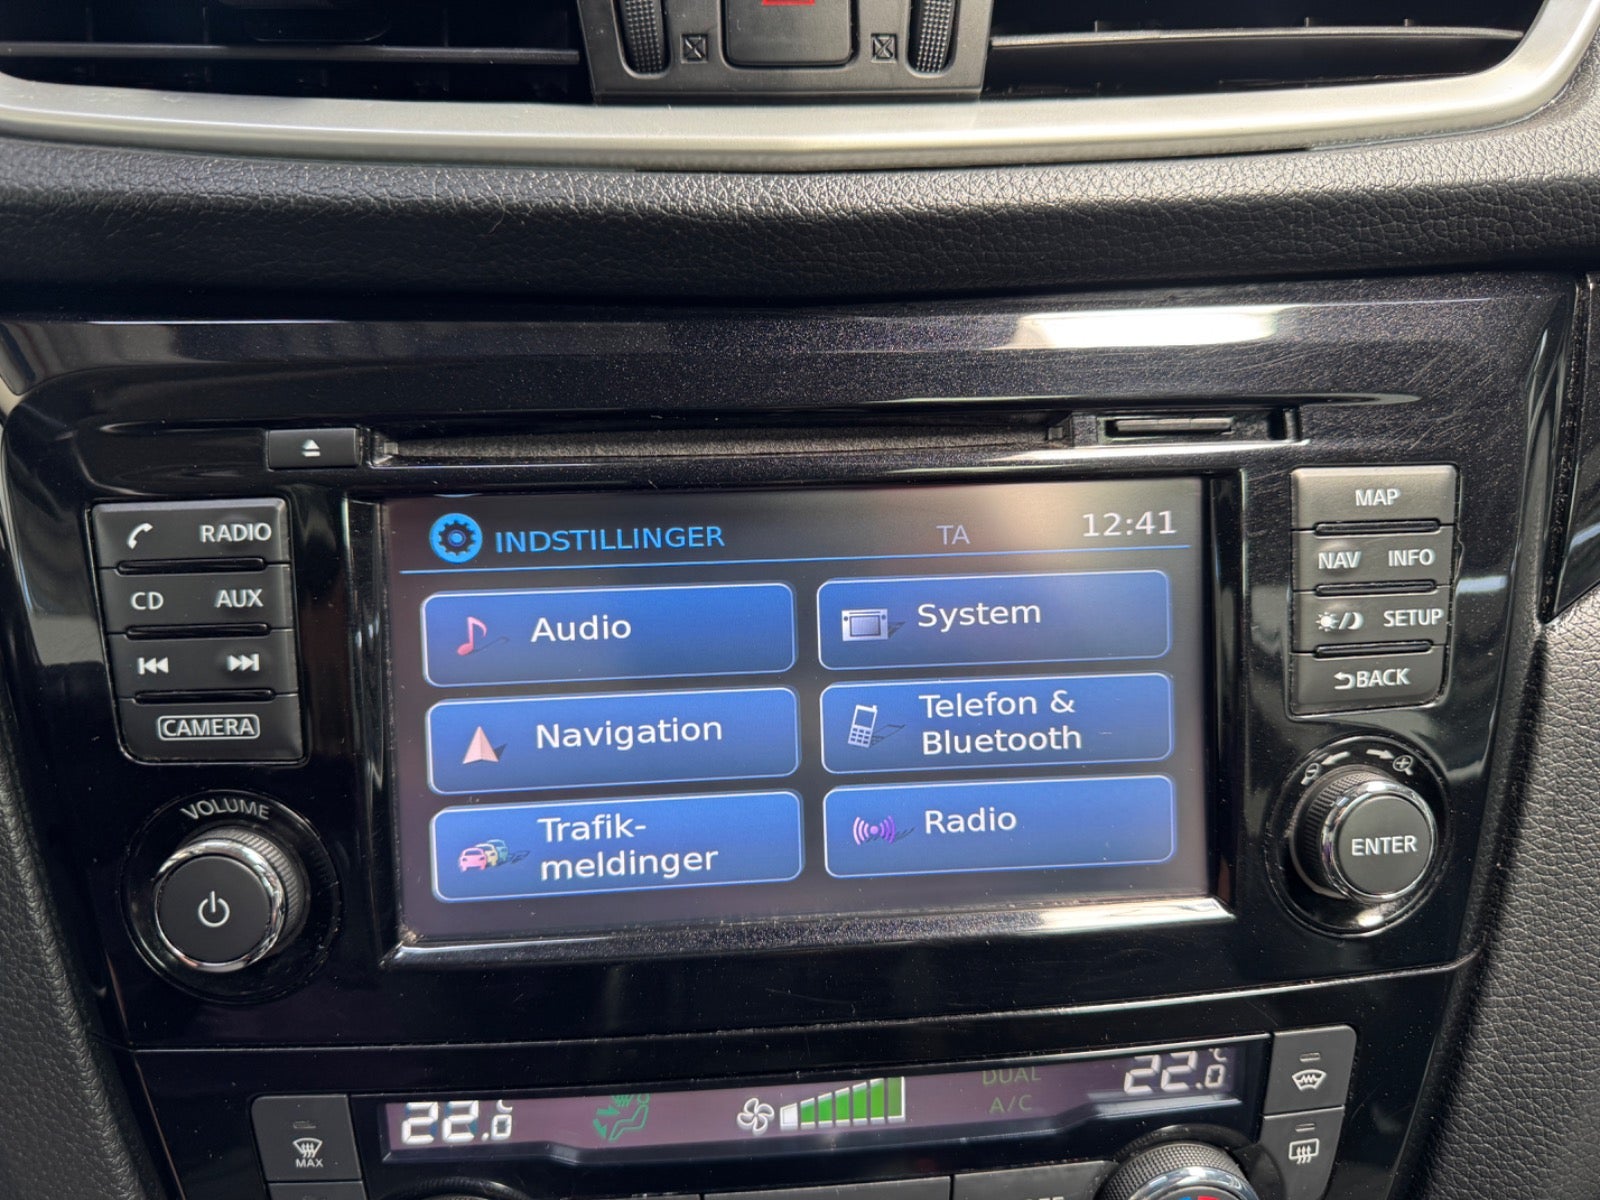 INDSTILLINGER TA 12:41
RADIO
CD AUX
CAMERA
VOLUME
Audio
System
Navigation
Telefon &
Bluetooth
Trafik-
meldinger
Radio
MAP
NAV INFO
SETUP
BACK
ENTER
22.0
DUAL
A/C
22.0
MAX